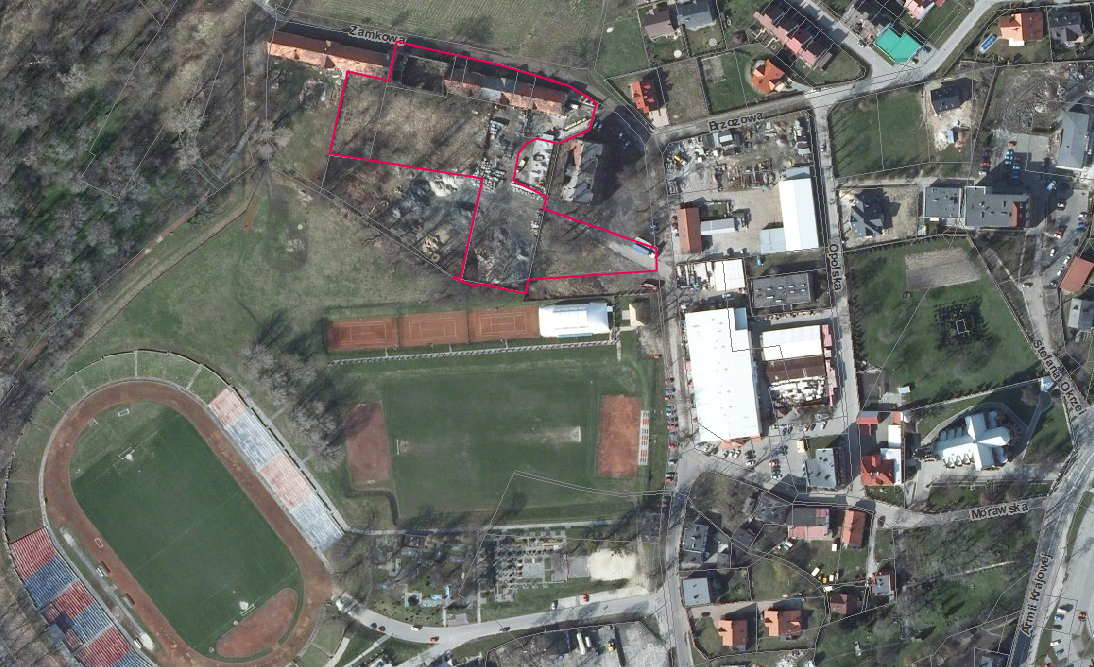 Zamkowa
Brzozowa
Opolska
Stefana Okrzei
Morawska
Armii Krajowej